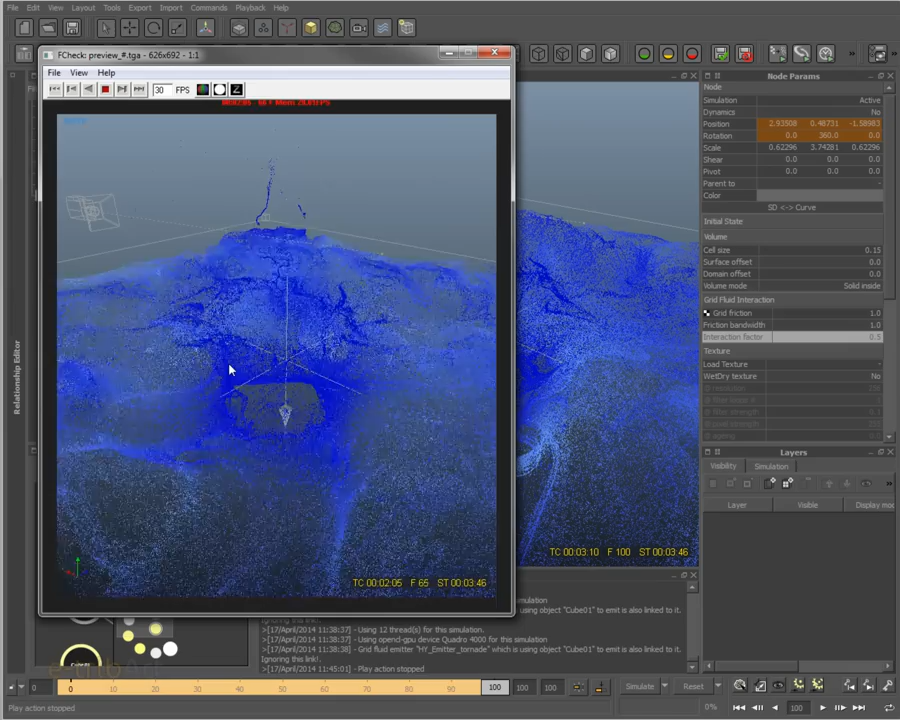 File Edit View Layout Tools Export Import Commands Playback Help
FCheck: preview_#.tga - 626x692 - 1:1
File View Help
30 FPS
TC 00:02:05 F 65 ST 00:03:46
TC 00:03:10 F 100 ST 00:03:46
Relationship Editor
Node Params
Node
Simulation Active
Dynamics No
Position 2.93508 0.48731 -1.58983
Rotation 0.0 360.0 0.0
Scale 0.62296 3.74281 0.62296
Shear 0.0 0.0 0.0
Pivot 0.0 0.0 0.0
Parent to -
Color
SD <-> Curve
Initial State
Volume
Cell size 0.15
Surface offset 0.0
Domain offset 0.0
Volume mode Solid inside
Grid Fluid Interaction
Grid friction 1.0
Friction bandwidth 1.0
Interaction factor 0.5
Texture
Load Texture -
WetDry texture No
Layers
Visibility Simulation
Layer Visible Display mo
using object "Cube01" to emit is also linked to it.
Ignoring this link!.
>[17/April/2014 11:38:37] - Using 12 thread(s) for this simulation.
>[17/April/2014 11:38:37] - Using opencl-gpu device Quadro 4000 for this simulation
>[17/April/2014 11:38:38] - Grid fluid emitter "HY_Emitter_tornade" which is using object "Cube01" to emit is also linked to it.
Ignoring this link!.
>[17/April/2014 11:45:01] - Play action stopped
0 0 10 20 30 40 50 60 70 80 90 100 100 100
Simulate Reset
Play action stopped
0% 100